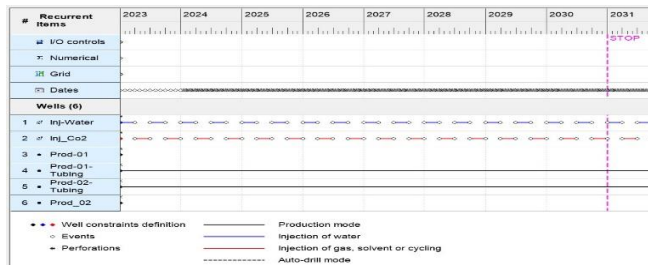 # Recurrent Items 2023 2024 2025 2026 2027 2028 2029 2030 2031
STOP
I/O controls
Numerical
Grid
Dates
Wells (6)
1 Inj-Water
2 Inj_Co2
3 Prod-01
4 Prod-01-Tubing
5 Prod-02-Tubing
6 Prod_02
Well constraints definition Production mode
Events Injection of water
Perforations Injection of gas, solvent or cycling
Auto-drill mode